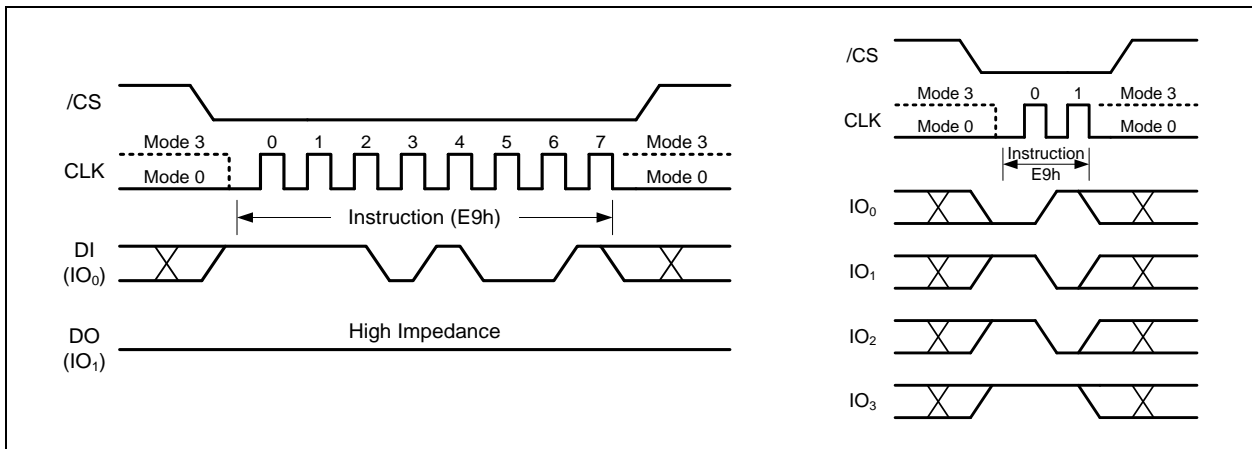 /CS
Mode 3 0 1 2 3 4 5 6 7 Mode 3
CLK
Mode 0 Mode 0
Instruction (E9h)
DI
(IO0)
High Impedance
DO
(IO1)
/CS
Mode 3 0 1 Mode 3
CLK
Mode 0 Mode 0
Instruction
E9h
IO0
IO1
IO2
IO3